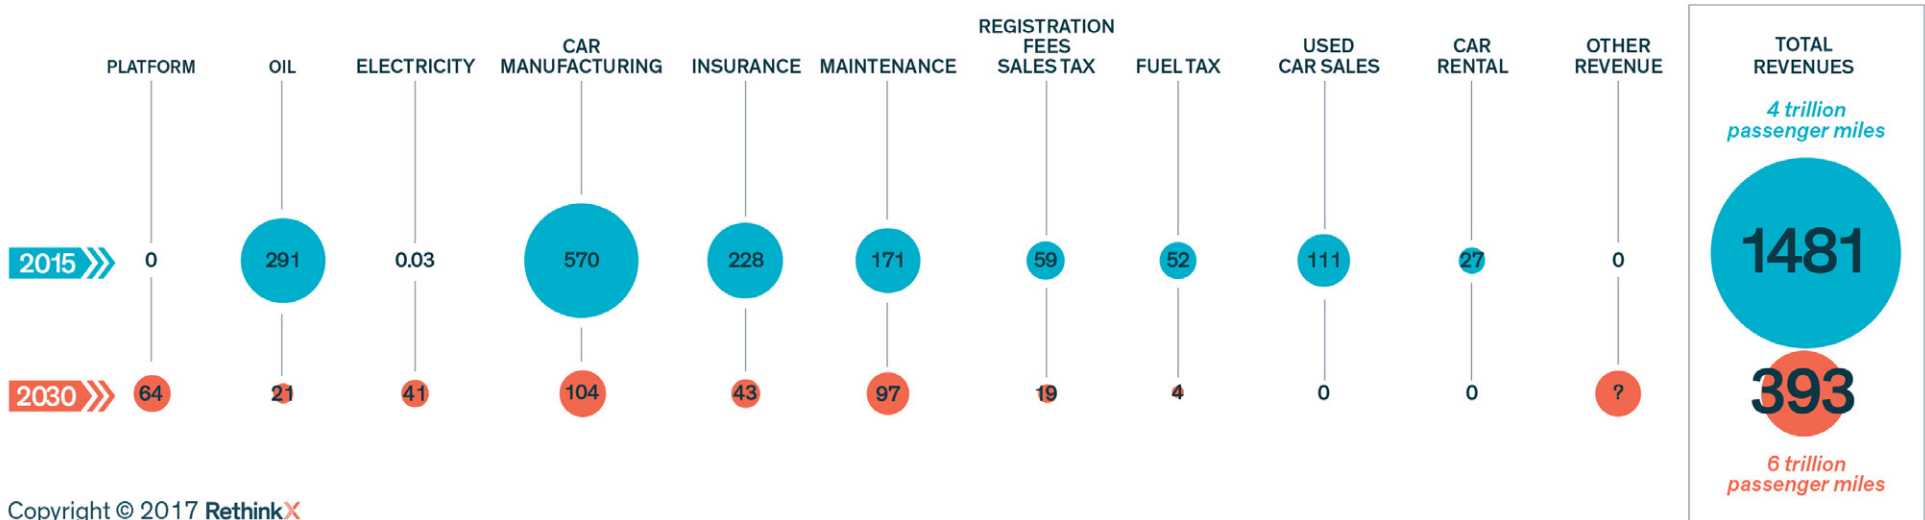 PLATFORM
OIL
ELECTRICITY
CAR
MANUFACTURING
INSURANCE
MAINTENANCE
REGISTRATION
FEES
SALES TAX
FUEL TAX
USED
CAR SALES
CAR
RENTAL
OTHER
REVENUE
TOTAL
REVENUES
4 trillion
passenger miles
2015 0 291 0.03 570 228 171 59 52 111 27 0 1481
2030 64 21 41 104 43 97 19 4 0 0 ? 393
6 trillion
passenger miles
Copyright © 2017 RethinkX